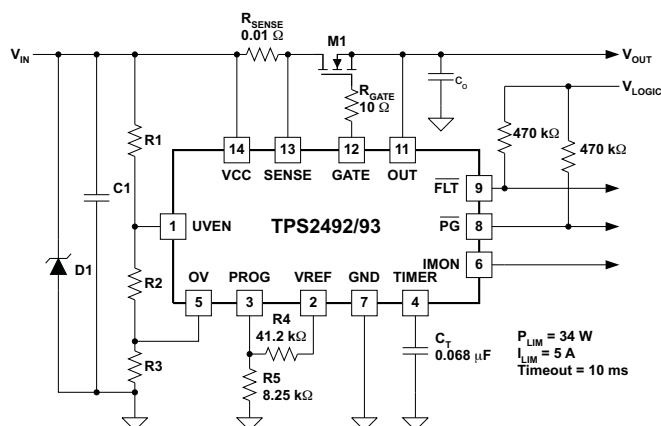 R_SENSE
0.01 Ω
M1
V_IN
V_OUT
C_O
V_LOGIC
R_GATE
10 Ω
470 kΩ
470 kΩ
R1
C1
14
13
12
11
VCC
SENSE
GATE
OUT
FLT
9
TPS2492/93
1
UVEN
PG
8
IMON
6
D1
R2
OV
PROG
VREF
GND
TIMER
5
3
2
7
4
R4
41.2 kΩ
R3
R5
8.25 kΩ
C_T
0.068 µF
P_LIM = 34 W
I_LIM = 5 A
Timeout = 10 ms